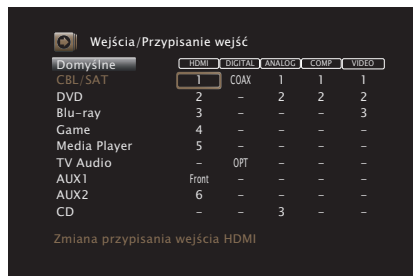 Wejścia/Przypisanie wejść
Domyślne HDMI DIGITAL ANALOG COMP VIDEO
CBL/SAT 1 COAX 1 1 1
DVD 2 – 2 2 2
Blu-ray 3 – – – 3
Game 4 – – – –
Media Player 5 – – – –
TV Audio – OPT – – –
AUX1 Front – – – –
AUX2 6 – – – –
CD – – 3 – –
Zmiana przypisania wejścia HDMI